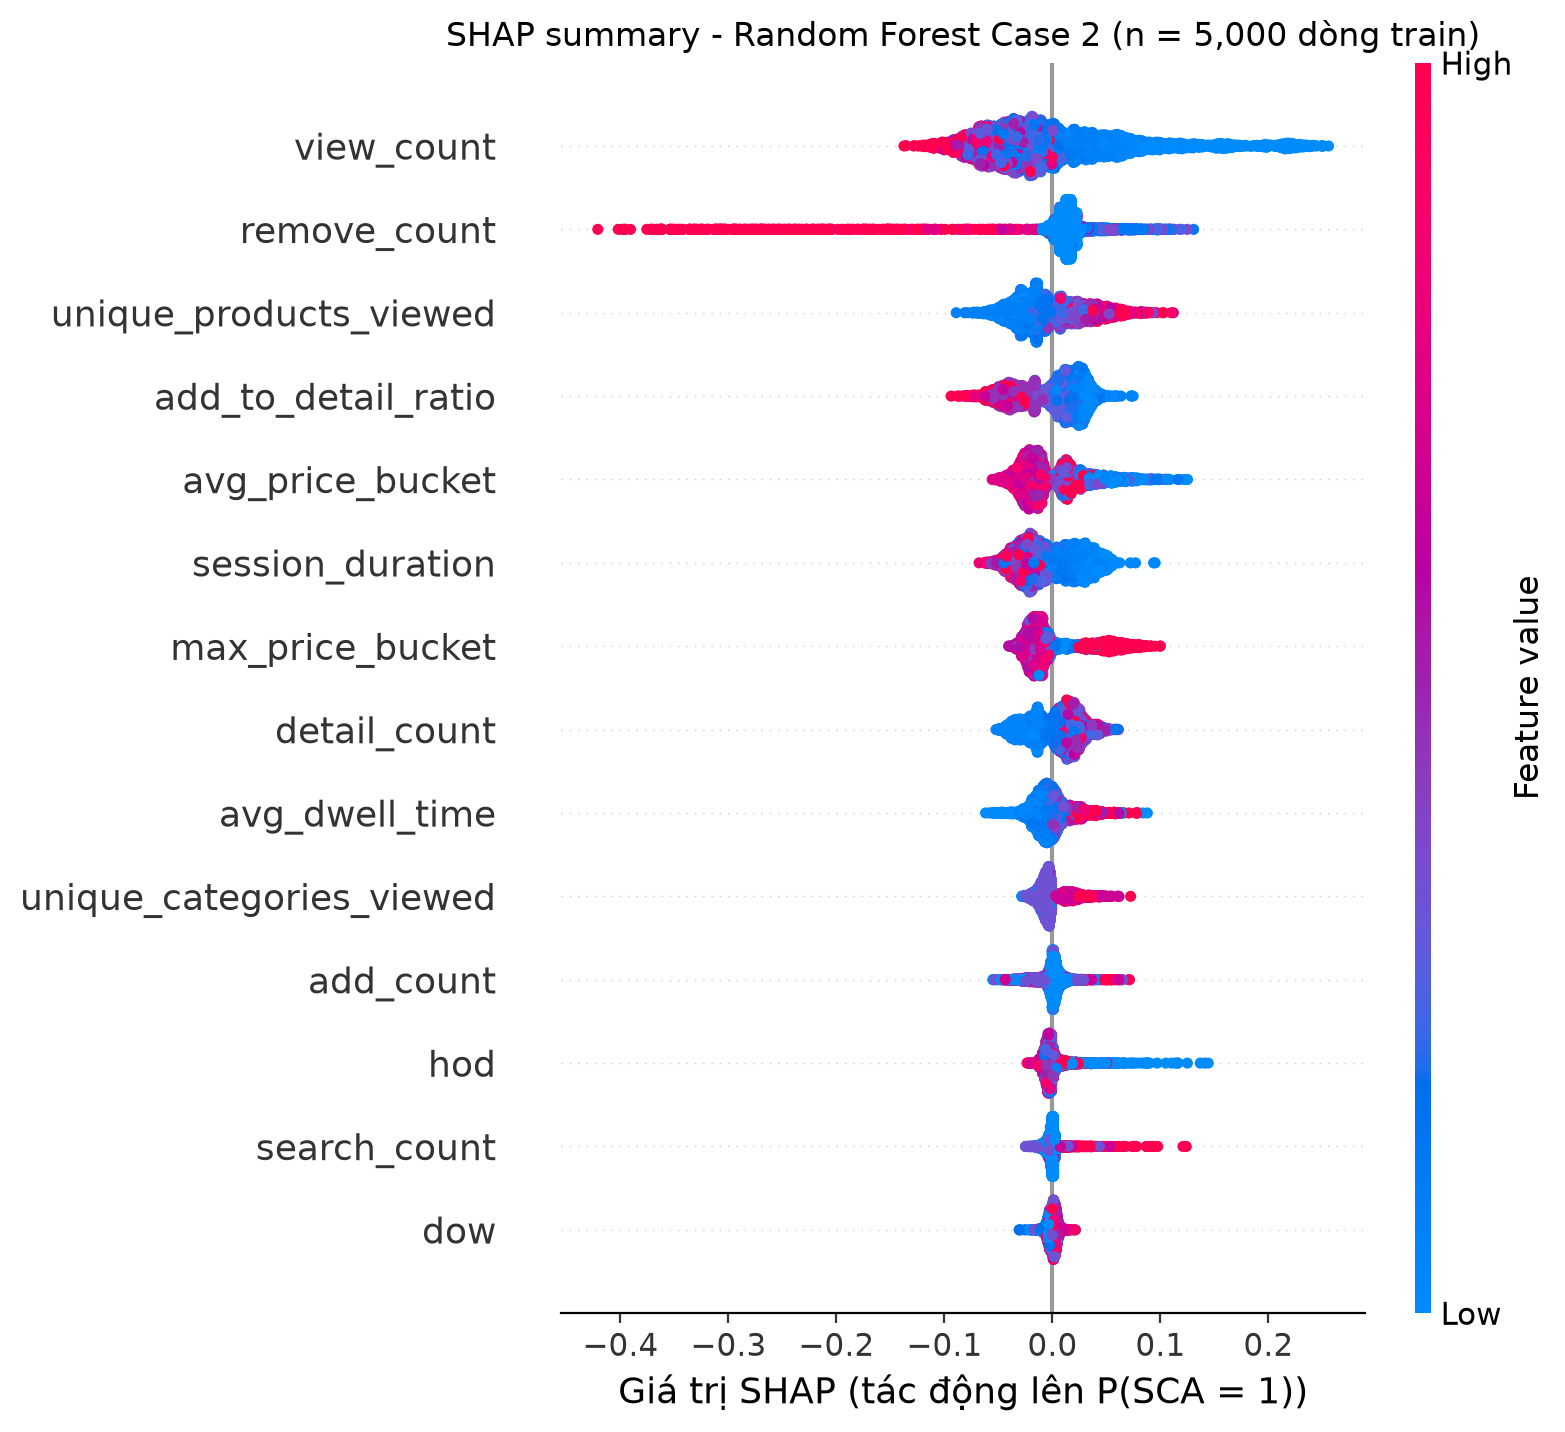 SHAP summary - Random Forest Case 2 (n = 5,000 dòng train)
High
view_count
remove_count
unique_products_viewed
add_to_detail_ratio
avg_price_bucket
session_duration
max_price_bucket
detail_count
avg_dwell_time
unique_categories_viewed
add_count
hod
search_count
dow
Feature value
Low
−0.4 −0.3 −0.2 −0.1 0.0 0.1 0.2
Giá trị SHAP (tác động lên P(SCA = 1))